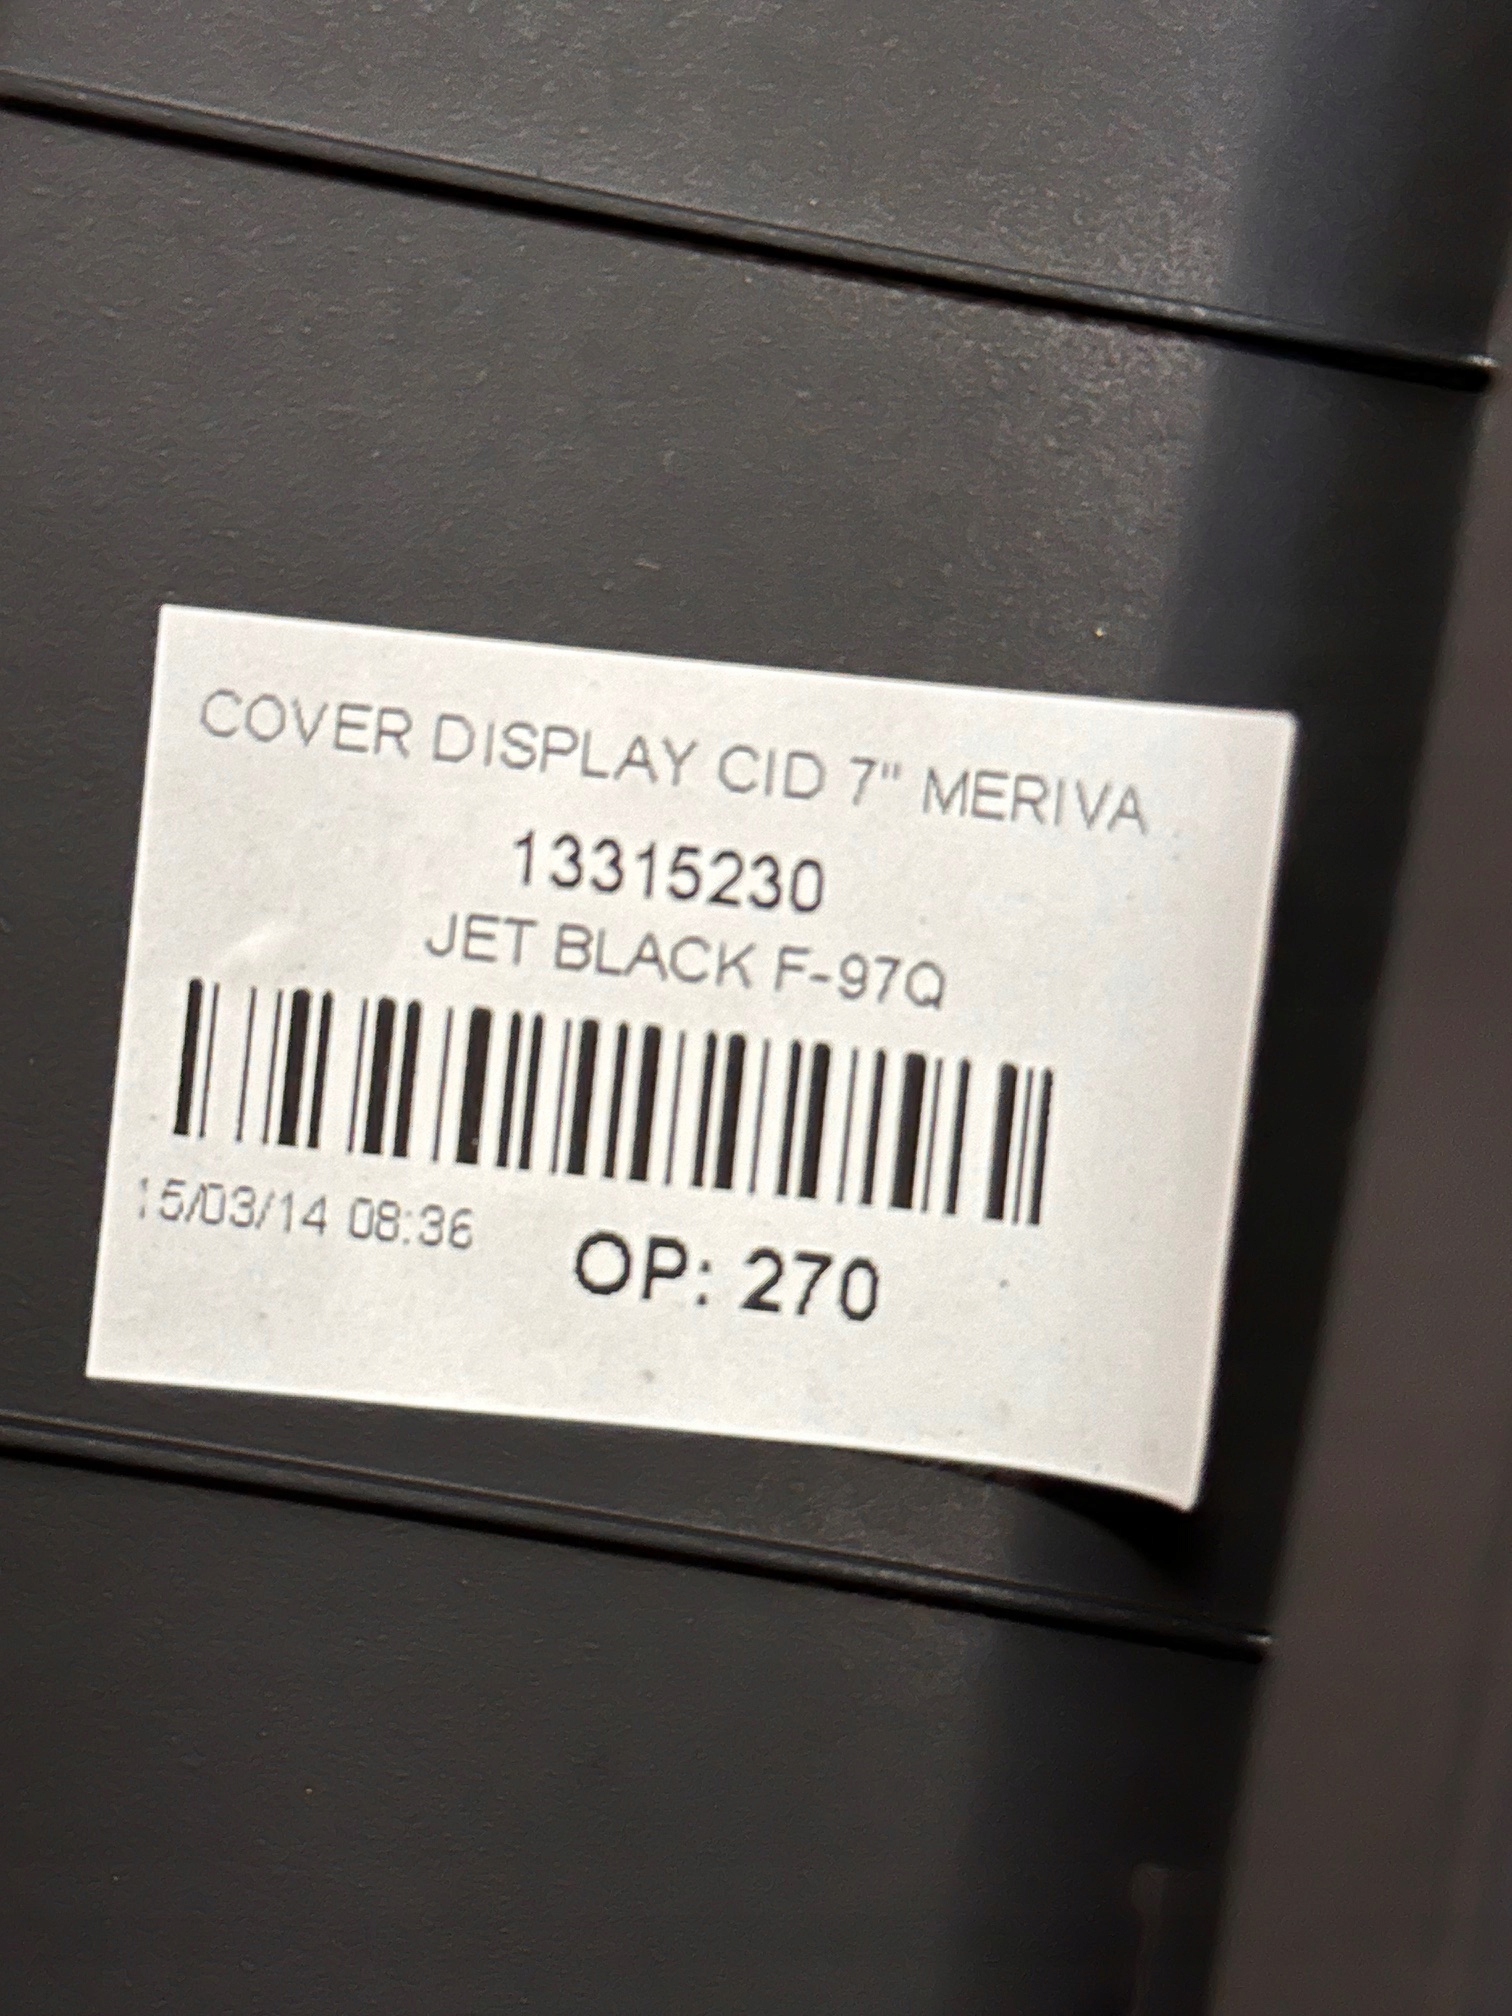 COVER DISPLAY CID 7" MERIVA
13315230
JET BLACK F-97Q
15/03/14 08:36
OP: 270